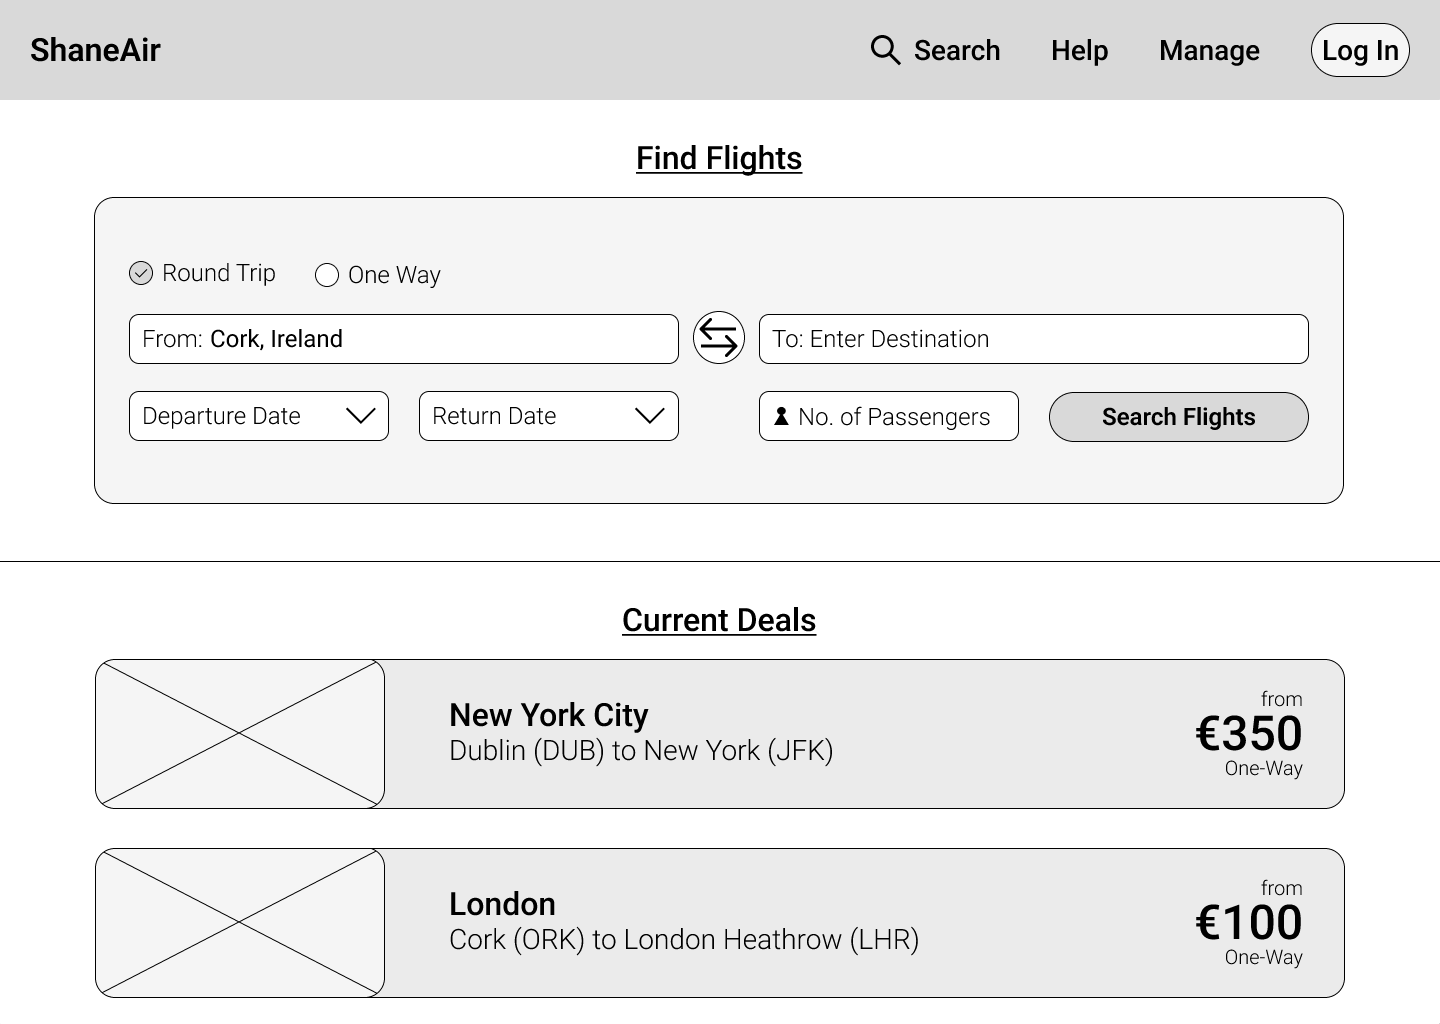 ShaneAir
Search Help Manage Log In
Find Flights
Round Trip One Way
From: Cork, Ireland To: Enter Destination
Departure Date Return Date No. of Passengers Search Flights
Current Deals
from
New York City
€350
Dublin (DUB) to New York (JFK)
One-Way
from
London
€100
Cork (ORK) to London Heathrow (LHR)
One-Way